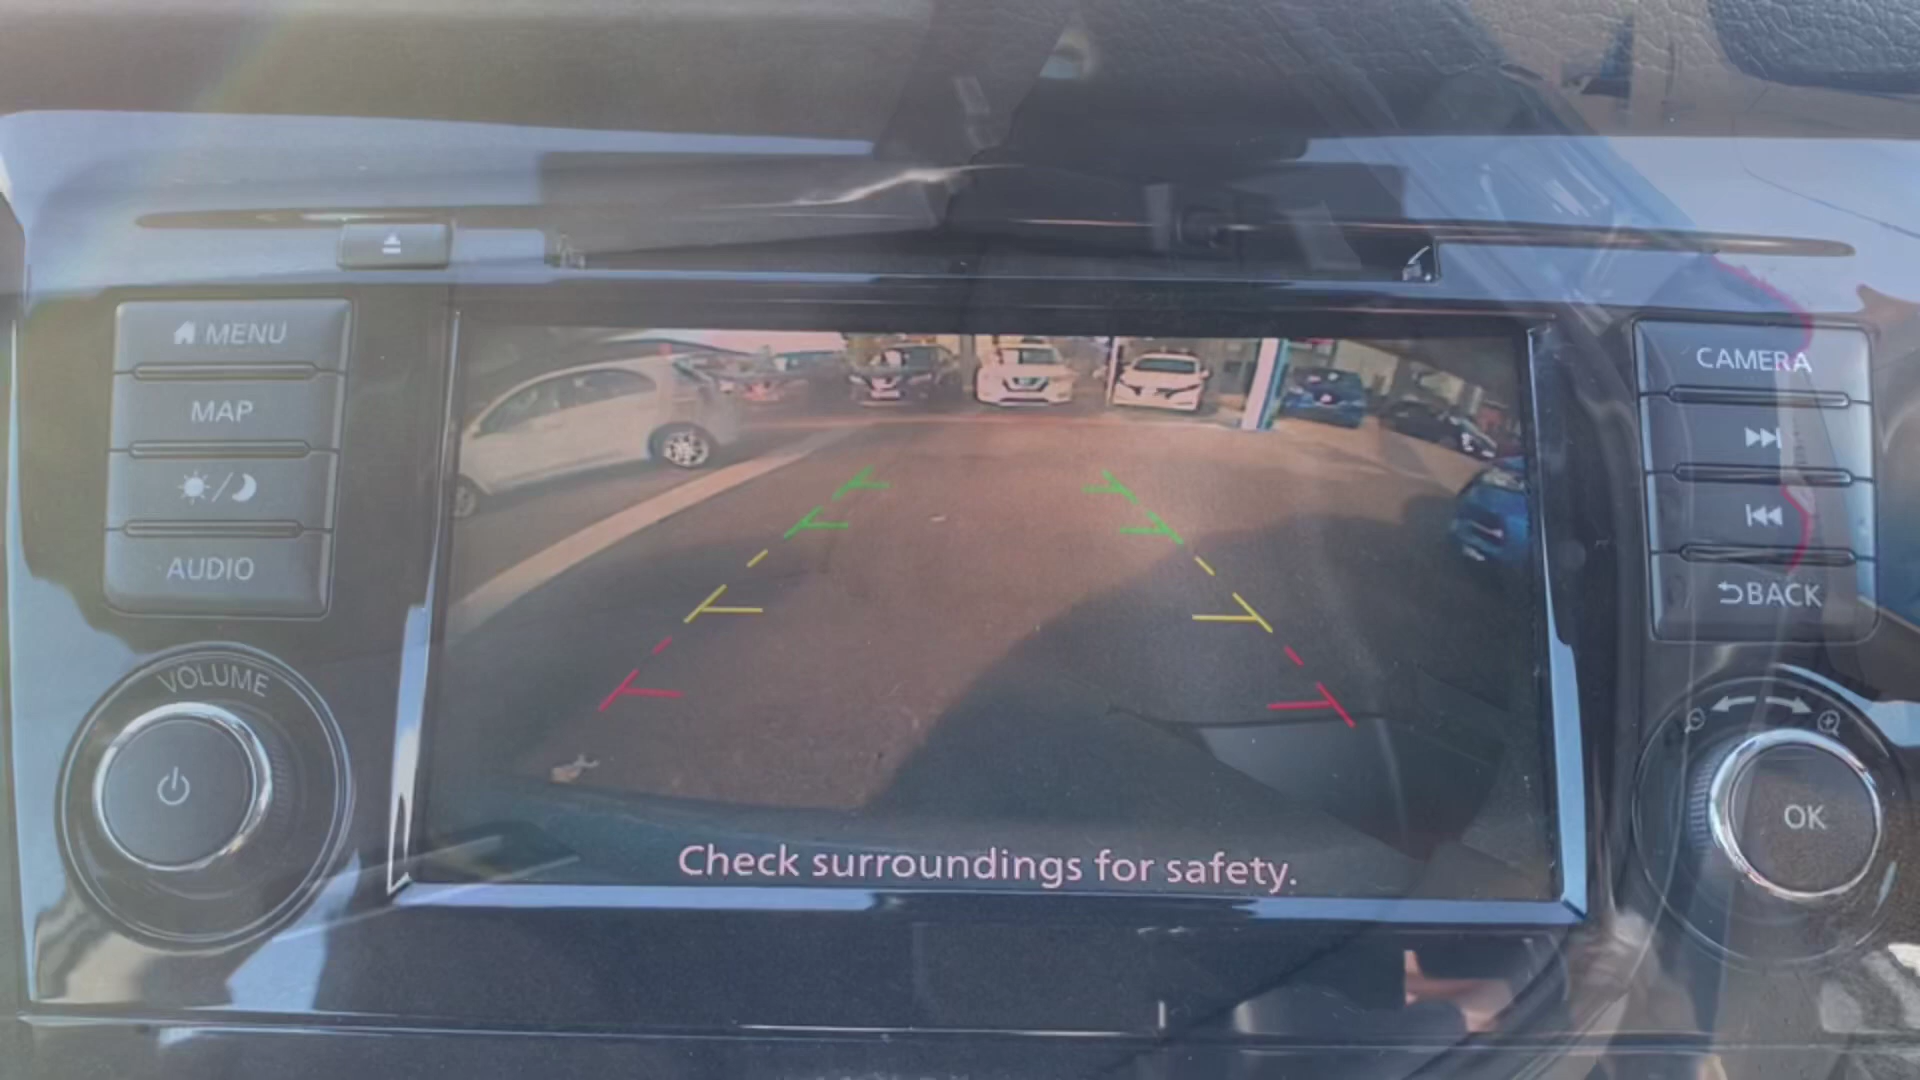 MENU
MAP
AUDIO
VOLUME
Check surroundings for safety.
CAMERA
BACK
OK